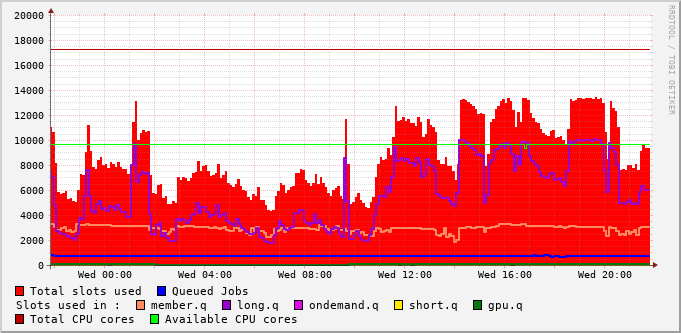 20000
18000
16000
14000
12000
10000
8000
6000
4000
2000
0
Wed 00:00 Wed 04:00 Wed 08:00 Wed 12:00 Wed 16:00 Wed 20:00
Total slots used Queued Jobs
Slots used in : member.q long.q ondemand.q short.q gpu.q
Total CPU cores Available CPU cores
RRDTOOL / TOBI OETIKER